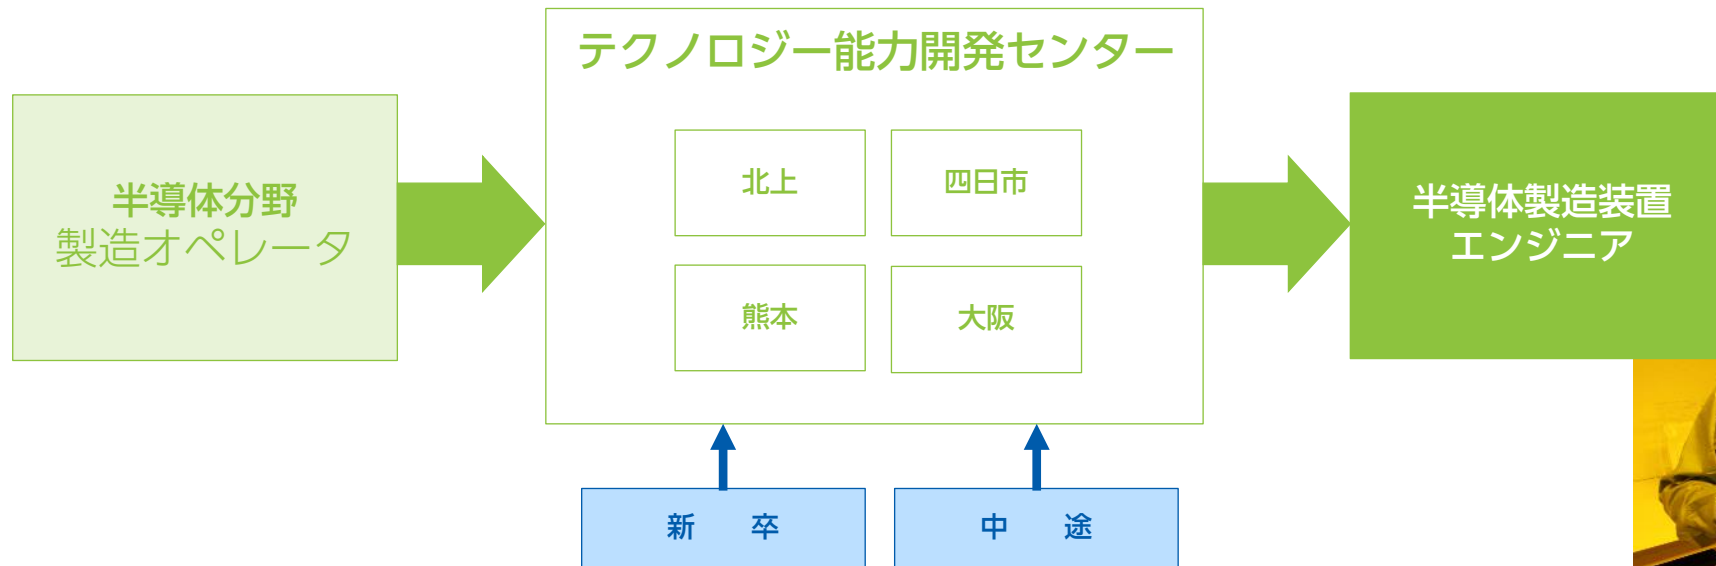 テクノロジー能力開発センター
半導体分野
製造オペレータ
北上
四日市
熊本
大阪
半導体製造装置
エンジニア
新　卒
中　途